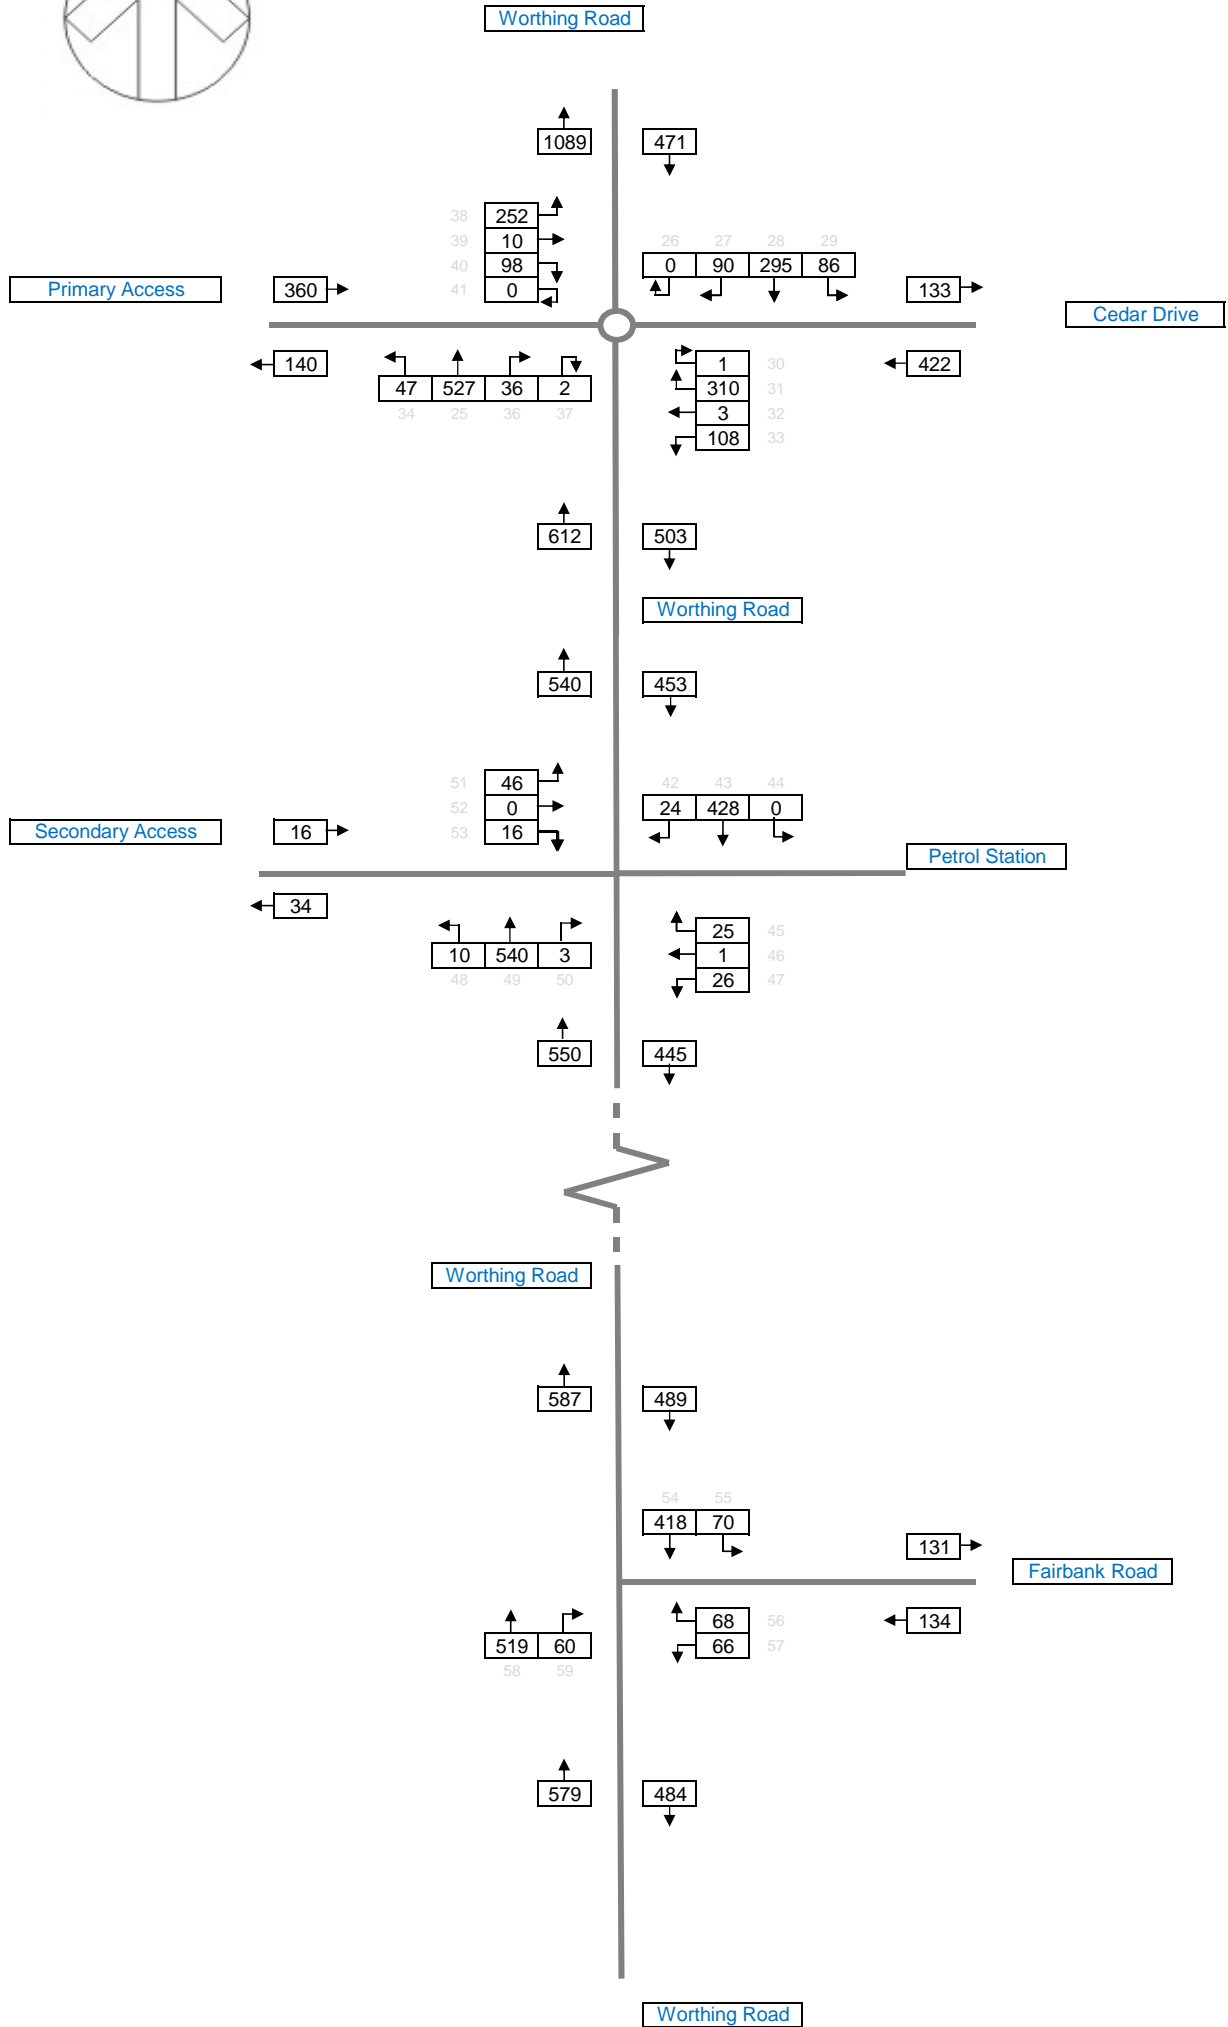 Worthing Road
1089 471
38 252
39 10
26 27 28 29
40 98
0 90 295 86
Primary Access 360
41 0
133
Cedar Drive
140
47 527 36 2
34 25 36 37
1 30
310 31
3 32
108 33
422
612 503
Worthing Road
540 453
51 46
52 0
53 16
42 43 44
24 428 0
Secondary Access 16
Petrol Station
34
10 540 3
48 49 50
25 45
1 46
26 47
550 445
Worthing Road
587 489
54 55
418 70
131
Fairbank Road
519 60
58 59
68 56
66 57
134
579 484
Worthing Road